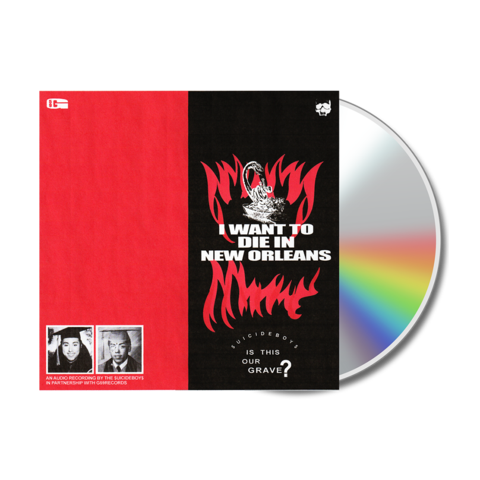 I WANT TO
DIE IN
NEW ORLEANS
SUICIDEBOYS
IS THIS
OUR
GRAVE?
AN AUDIO RECORDING BY THE SUICIDEBOYS
IN PARTNERSHIP WITH G59RECORDS